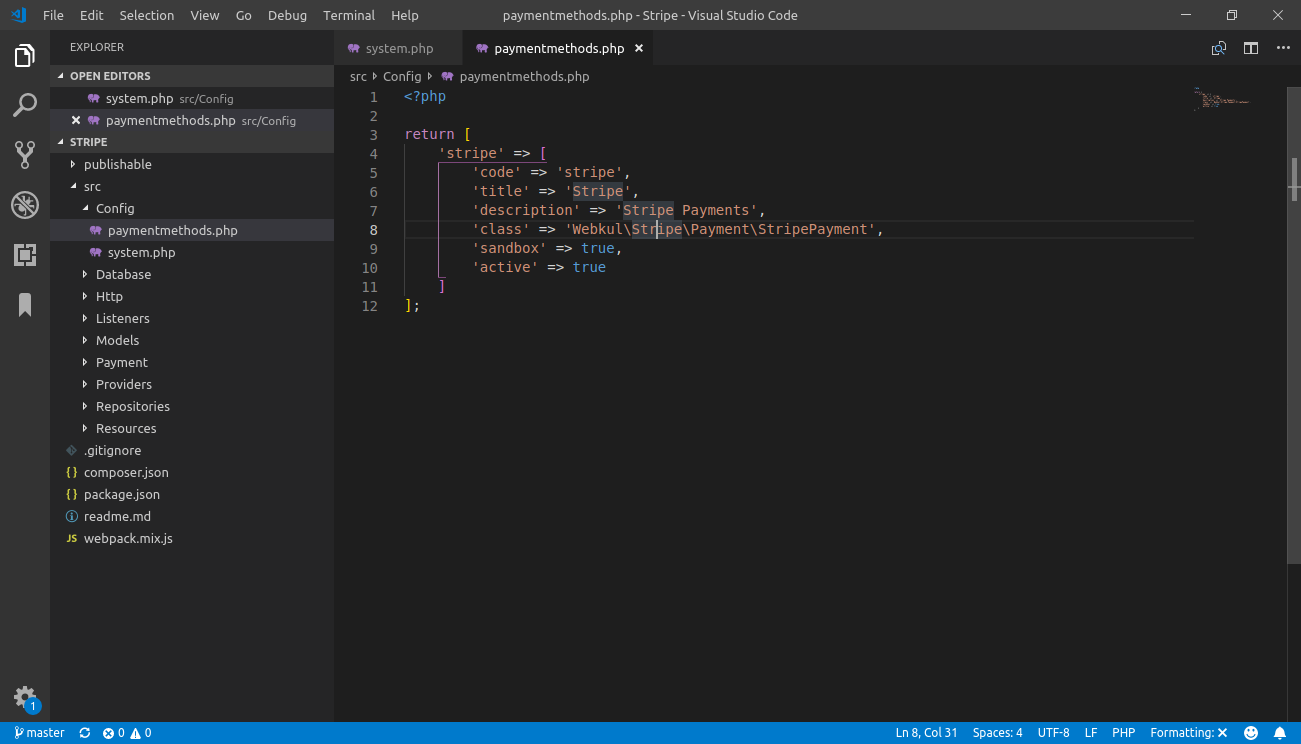 File Edit Selection View Go Debug Terminal Help paymentmethods.php - Stripe - Visual Studio Code
EXPLORER
OPEN EDITORS
system.php src/Config
paymentmethods.php src/Config
STRIPE
publishable
src
Config
paymentmethods.php
system.php
Database
Http
Listeners
Models
Payment
Providers
Repositories
Resources
.gitignore
{} composer.json
{} package.json
readme.md
JS webpack.mix.js
1
system.php paymentmethods.php
src Config paymentmethods.php
1 <?php
2
3 return [
4     'stripe' => [
5         'code' => 'stripe',
6         'title' => 'Stripe',
7         'description' => 'Stripe Payments',
8         'class' => 'Webkul\Stripe\Payment\StripePayment',
9         'sandbox' => true,
10         'active' => true
11     ]
12 ];
master 0 0 Ln 8, Col 31 Spaces: 4 UTF-8 LF PHP Formatting: ✕